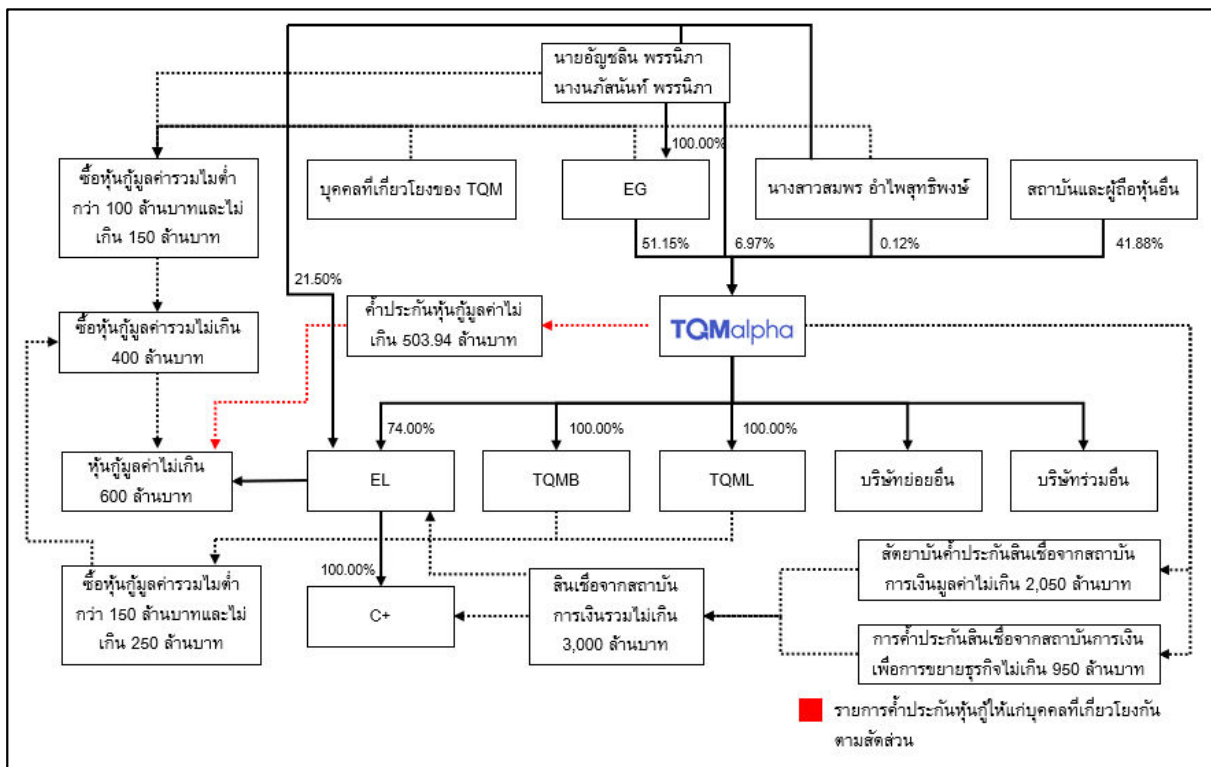 นายอัญชลิน พรรนิภา
นางนภัสนันท์ พรรนิภา
100.00%
ซื้อหุ้นกู้มูลค่ารวมไม่ต่ำ
กว่า 100 ล้านบาทและไม่
เกิน 150 ล้านบาท
บุคคลที่เกี่ยวโยงของ TQM
EG
นางสาวสมพร อำไพสุทธิพงษ์
สถาบันและผู้ถือหุ้นอื่น
51.15%
6.97%
0.12%
41.88%
21.50%
ซื้อหุ้นกู้มูลค่ารวมไม่เกิน
400 ล้านบาท
ค้ำประกันหุ้นกู้มูลค่าไม่
เกิน 503.94 ล้านบาท
TQMalpha
74.00%
100.00%
100.00%
หุ้นกู้มูลค่าไม่เกิน
600 ล้านบาท
EL
TQMB
TQML
บริษัทย่อยอื่น
บริษัทร่วมอื่น
100.00%
ซื้อหุ้นกู้มูลค่ารวมไม่ต่ำ
กว่า 150 ล้านบาทและไม่
เกิน 250 ล้านบาท
C+
สินเชื่อจากสถาบัน
การเงินรวมไม่เกิน
3,000 ล้านบาท
สัตยาบันค้ำประกันสินเชื่อจากสถาบัน
การเงินมูลค่าไม่เกิน 2,050 ล้านบาท
การค้ำประกันสินเชื่อจากสถาบันการเงิน
เพื่อการขยายธุรกิจไม่เกิน 950 ล้านบาท
รายการค้ำประกันหุ้นกู้ให้แก่บุคคลที่เกี่ยวโยงกัน
ตามสัดส่วน